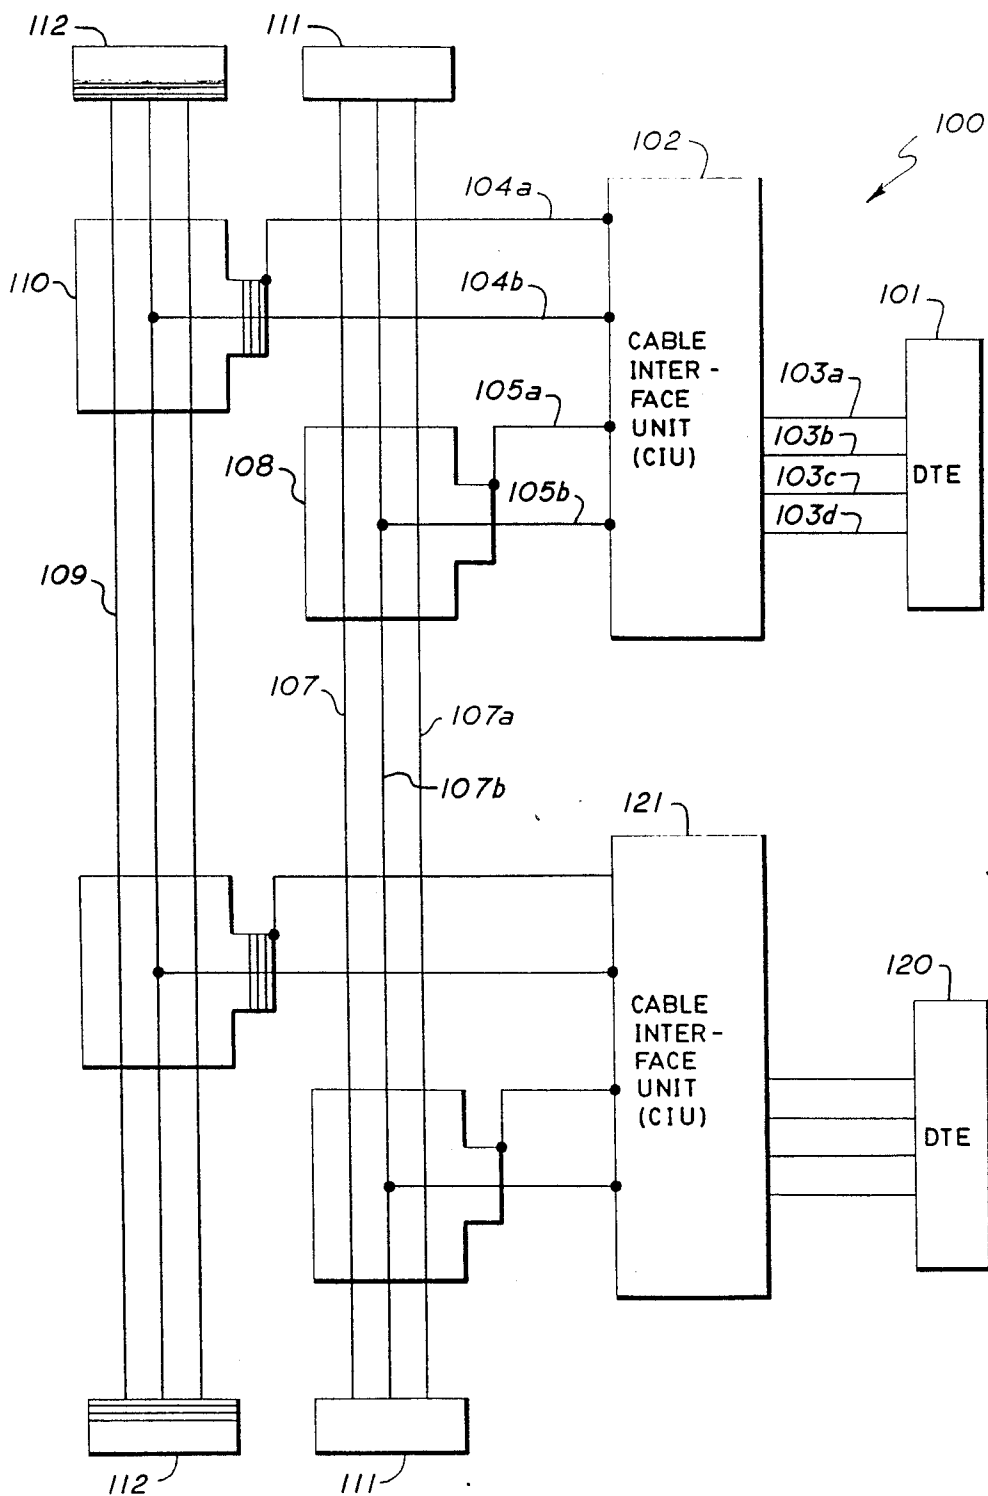 112
111
100
102
104a
110
104b
101
CABLE
INTER-
FACE
UNIT
(CIU)
103a
105a
103b
108
103c
DTE
105b
103d
109
107
107a
107b
121
120
CABLE
INTER-
FACE
UNIT
(CIU)
DTE
112
111